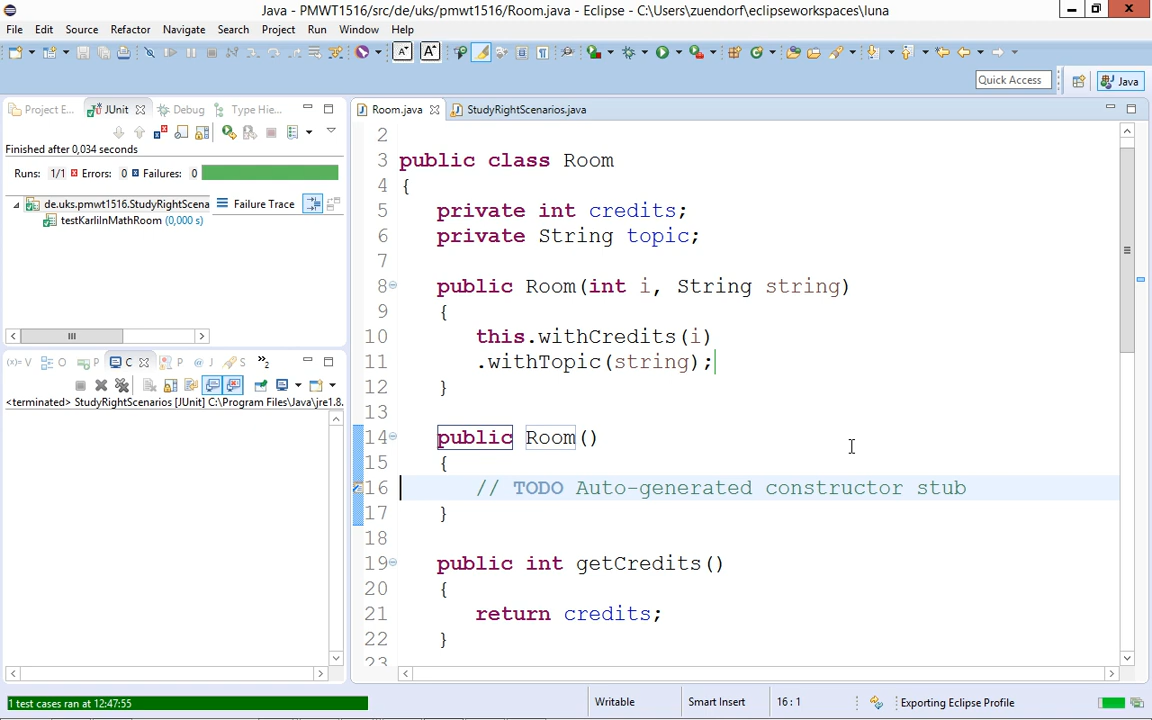 Java - PMWT1516/src/de/uks/pmwt1516/Room.java - Eclipse - C:\Users\zuendorf\eclipseworkspaces\luna
File Edit Source Refactor Navigate Search Project Run Window Help
Quick Access
Java
Project E... JUnit Debug Type Hie...
Room.java StudyRightScenarios.java
Finished after 0,034 seconds
Runs: 1/1 Errors: 0 Failures: 0
de.uks.pmwt1516.StudyRightScena Failure Trace
testKarliInMathRoom (0,000 s)
(x)= V O P C P @ J S »2
<terminated> StudyRightScenarios [JUnit] C:\Program Files\Java\jre1.8.
2
3 public class Room
4 {
5 private int credits;
6 private String topic;
7
8 public Room(int i, String string)
9 {
10 this.withCredits(i)
11 .withTopic(string);
12 }
13
14 public Room()
15 {
16 // TODO Auto-generated constructor stub
17 }
18
19 public int getCredits()
20 {
21 return credits;
22 }
23
1 test cases ran at 12:47:55
Writable Smart Insert 16 : 1 Exporting Eclipse Profile